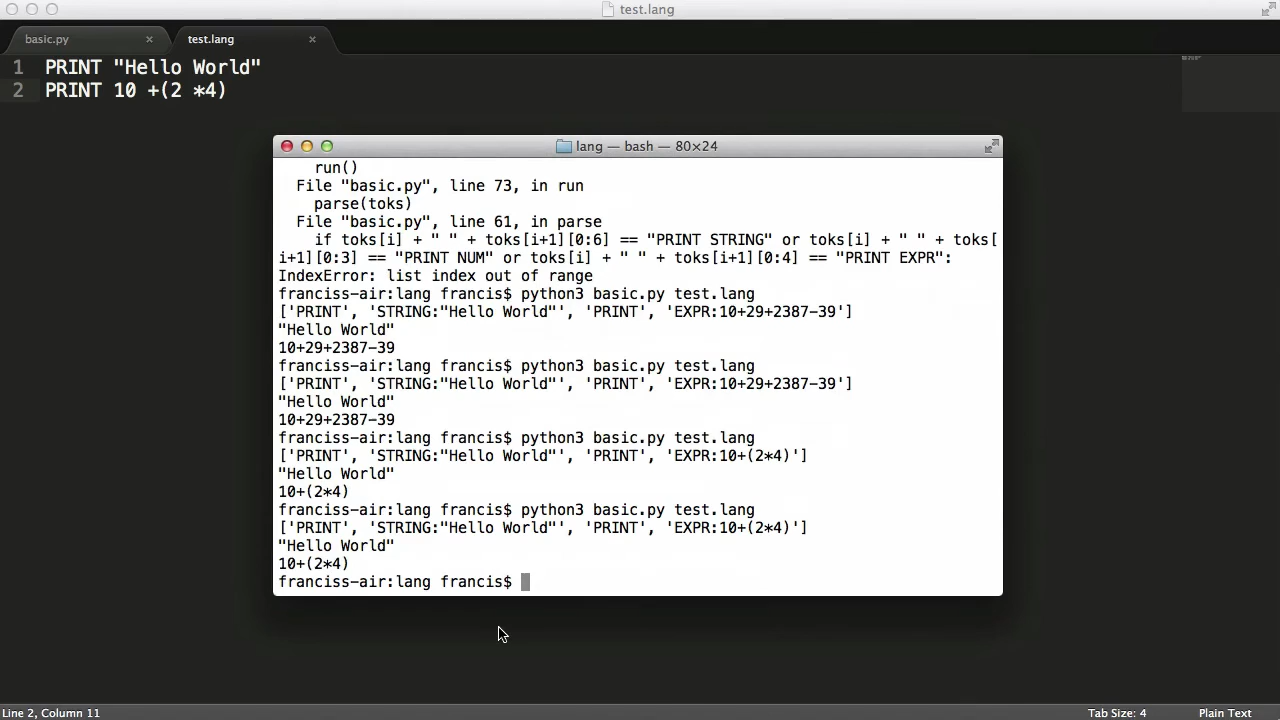 test.lang
basic.py ×
test.lang ×
1 PRINT "Hello World"
2 PRINT 10 +(2 *4)
lang — bash — 80×24
run()
File "basic.py", line 73, in run
parse(toks)
File "basic.py", line 61, in parse
if toks[i] + " " + toks[i+1][0:6] == "PRINT STRING" or toks[i] + " " + toks[
i+1][0:3] == "PRINT NUM" or toks[i] + " " + toks[i+1][0:4] == "PRINT EXPR":
IndexError: list index out of range
franciss-air:lang francis$ python3 basic.py test.lang
['PRINT', 'STRING:"Hello World"', 'PRINT', 'EXPR:10+29+2387-39']
"Hello World"
10+29+2387-39
franciss-air:lang francis$ python3 basic.py test.lang
['PRINT', 'STRING:"Hello World"', 'PRINT', 'EXPR:10+29+2387-39']
"Hello World"
10+29+2387-39
franciss-air:lang francis$ python3 basic.py test.lang
['PRINT', 'STRING:"Hello World"', 'PRINT', 'EXPR:10+(2*4)']
"Hello World"
10+(2*4)
franciss-air:lang francis$ python3 basic.py test.lang
['PRINT', 'STRING:"Hello World"', 'PRINT', 'EXPR:10+(2*4)']
"Hello World"
10+(2*4)
franciss-air:lang francis$
Line 2, Column 11
Tab Size: 4
Plain Text